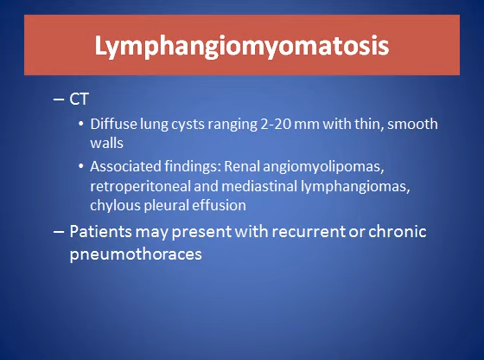 Lymphangiomyomatosis
– CT
• Diffuse lung cysts ranging 2-20 mm with thin, smooth
walls
• Associated findings: Renal angiomyolipomas,
retroperitoneal and mediastinal lymphangiomas,
chylous pleural effusion
– Patients may present with recurrent or chronic
pneumothoraces